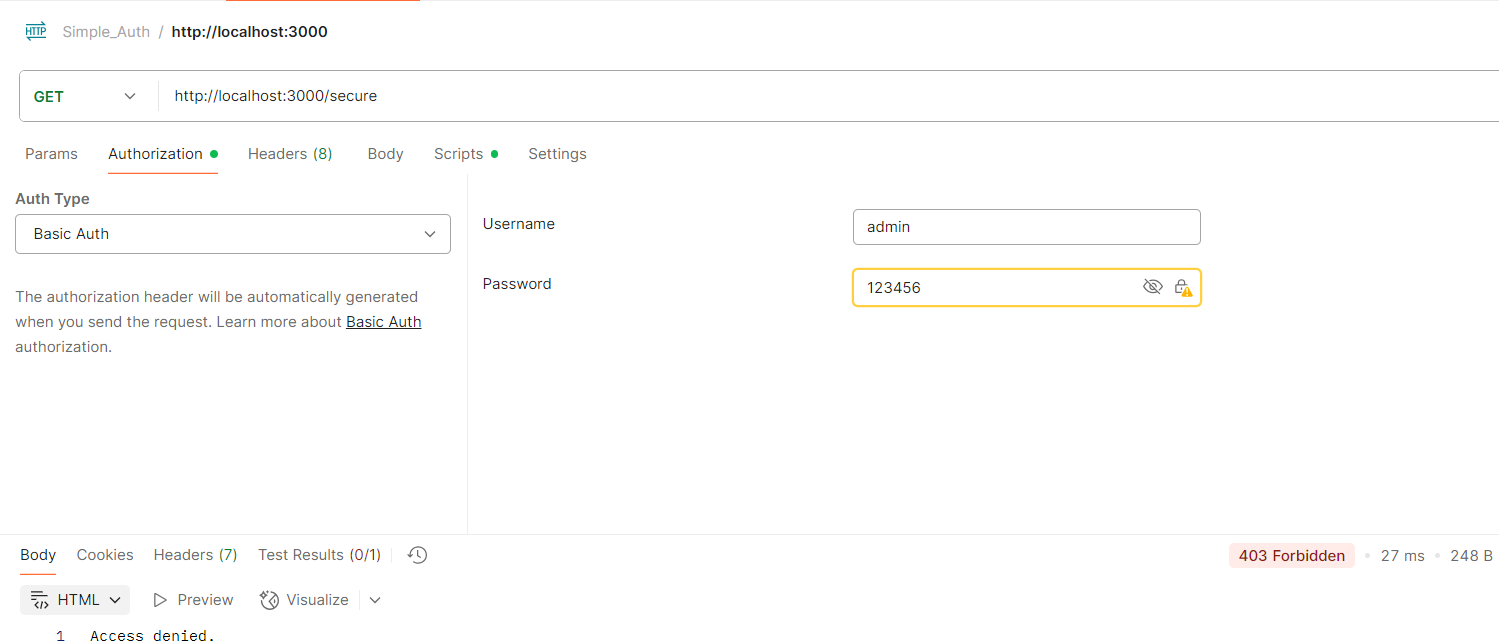 HTTP Simple_Auth / http://localhost:3000
GET http://localhost:3000/secure
Params Authorization Headers (8) Body Scripts Settings
Auth Type
Basic Auth
The authorization header will be automatically generated
when you send the request. Learn more about Basic Auth
authorization.
Username admin
Password 123456
Body Cookies Headers (7) Test Results (0/1) 403 Forbidden • 27 ms • 248 B
HTML Preview Visualize
1 Access denied.